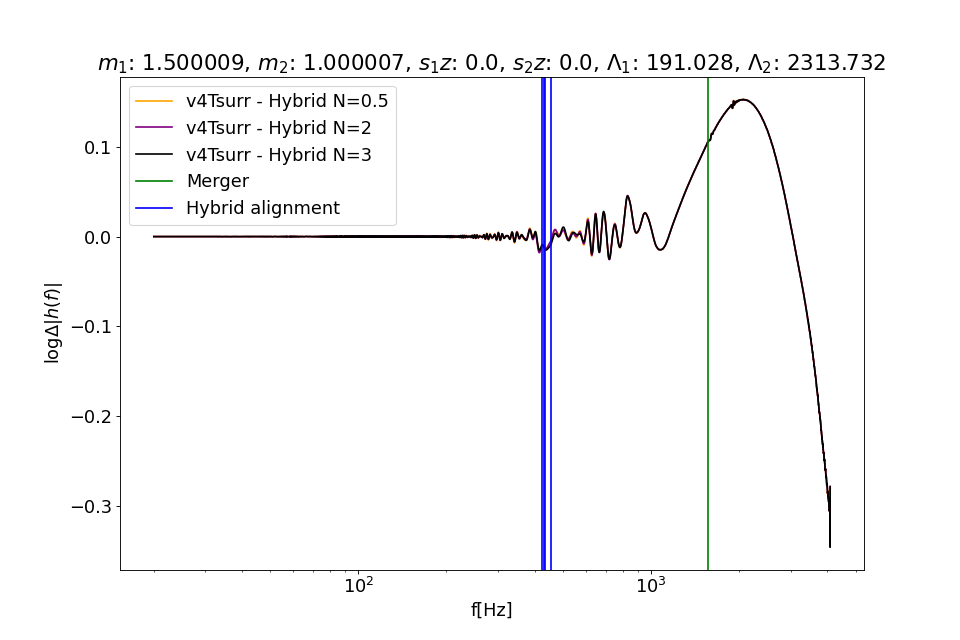 m₁: 1.500009, m₂: 1.000007, s₁z: 0.0, s₂z: 0.0, Λ₁: 191.028, Λ₂: 2313.732
v4Tsurr - Hybrid N=0.5
v4Tsurr - Hybrid N=2
v4Tsurr - Hybrid N=3
Merger
Hybrid alignment
0.1
0.0
−0.1
−0.2
−0.3
logΔ|h(f)|
10²
10³
f[Hz]